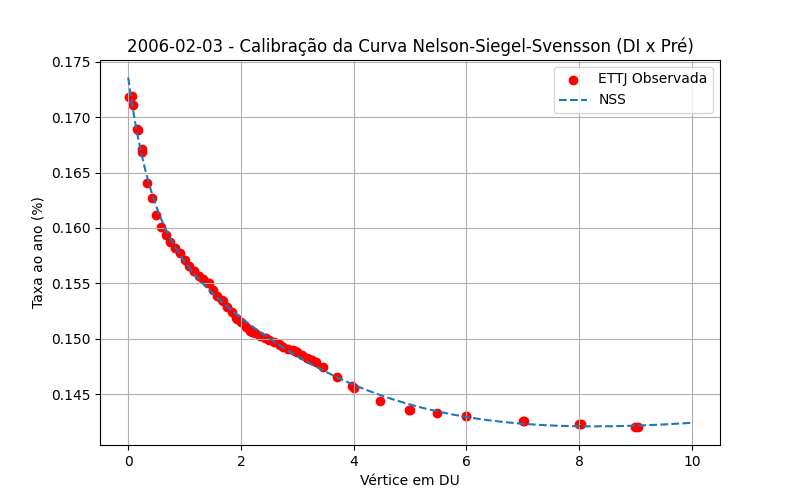 2006-02-03 - Calibração da Curva Nelson-Siegel-Svensson (DI x Pré)
ETTJ Observada
NSS
Taxa ao ano (%)
0.175
0.170
0.165
0.160
0.155
0.150
0.145
0 2 4 6 8 10
Vértice em DU